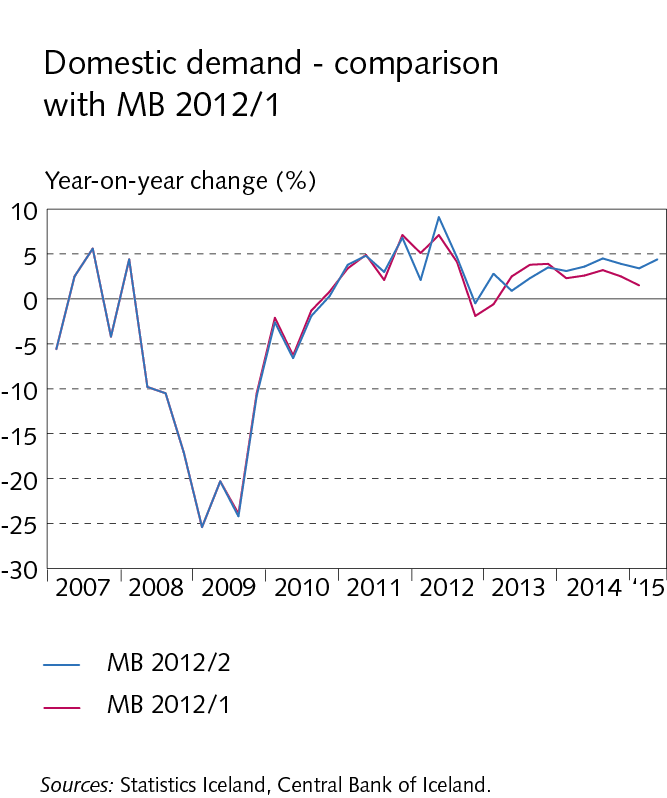 Domestic demand - comparison
with MB 2012/1
Year-on-year change (%)
10
5
0
-5
-10
-15
-20
-25
-30
2007 2008 2009 2010 2011 2012 2013 2014 '15
MB 2012/2
MB 2012/1
Sources: Statistics Iceland, Central Bank of Iceland.